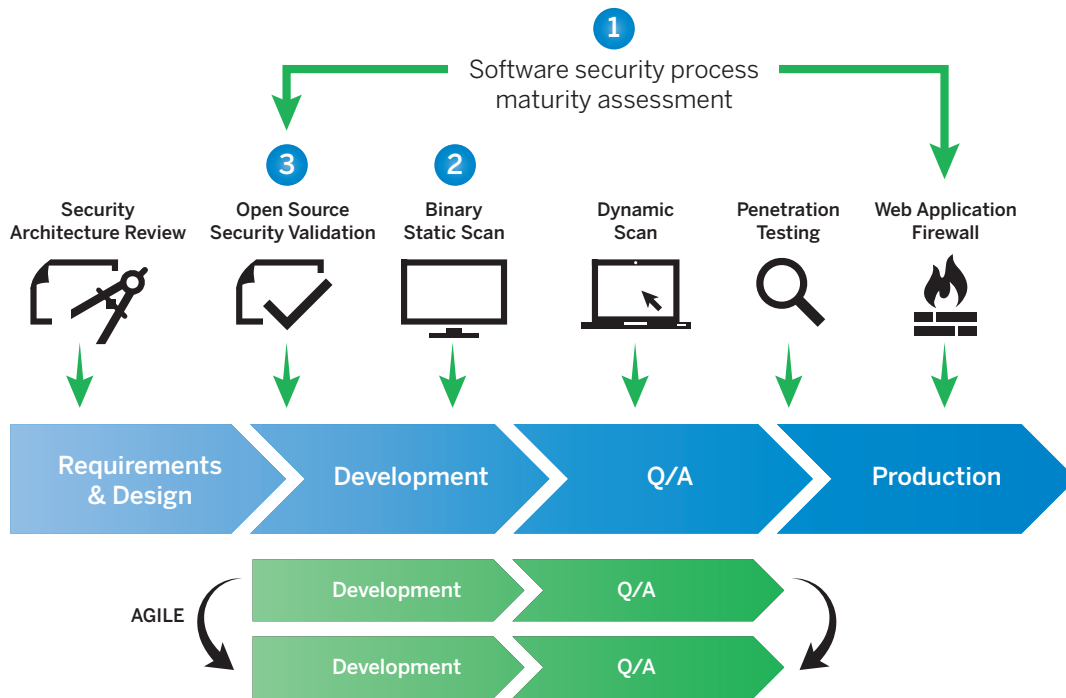 1
Software security process
maturity assessment
3
2
Security
Architecture Review
Open Source
Security Validation
Binary
Static Scan
Dynamic
Scan
Penetration
Testing
Web Application
Firewall
Requirements
& Design
Development
Q/A
Production
AGILE
Development
Q/A
Development
Q/A